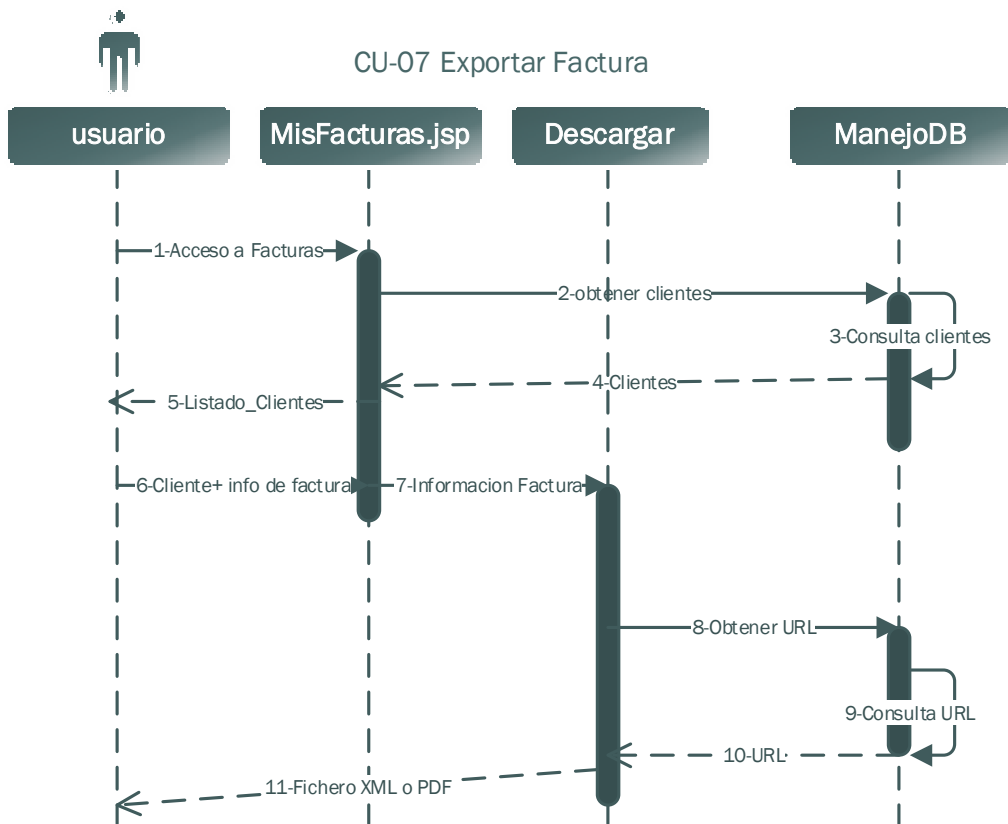 CU-07 Exportar Factura
usuario
MisFacturas.jsp
Descargar
ManejoDB
1-Acceso a Facturas
2-obtener clientes
3-Consulta clientes
4-Clientes
5-Listado_Clientes
6-Cliente+ info de factura
7-Informacion Factura
8-Obtener URL
9-Consulta URL
10-URL
11-Fichero XML o PDF